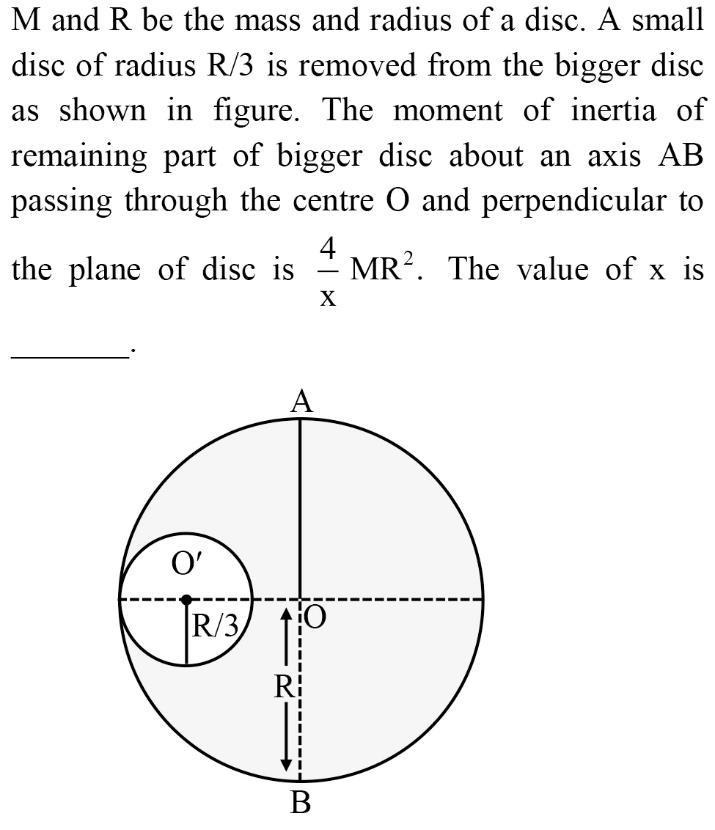 M and R be the mass and radius of a disc. A small
disc of radius R/3 is removed from the bigger disc
as shown in figure. The moment of inertia of
remaining part of bigger disc about an axis AB
passing through the centre O and perpendicular to
the plane of disc is 4/x MR². The value of x is
________.
A
O'
R/3
O
R
B